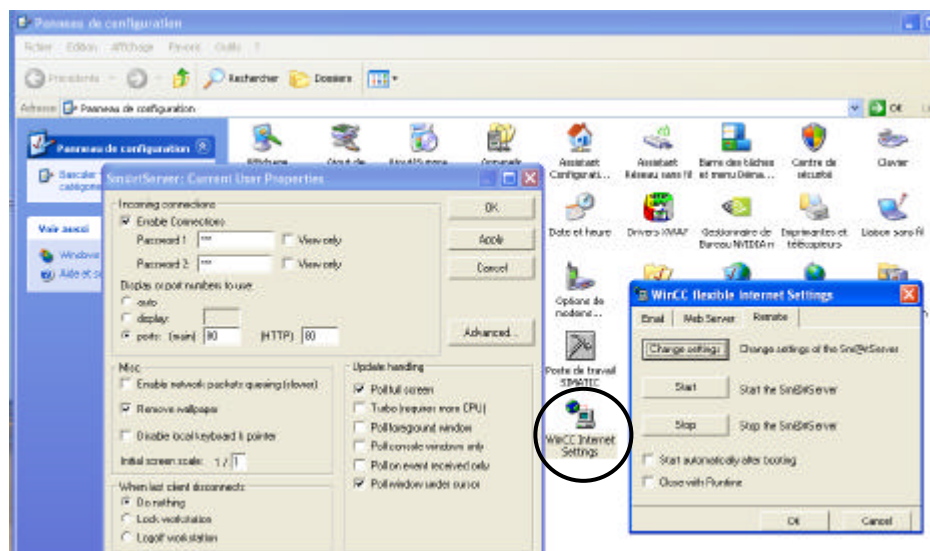 Panneau de configuration
Fichier Edition Affichage Favoris Outils ?
Précédente
Rechercher
Dossiers
Adresse
Panneau de configuration
OK
Panneau de configuration
Basculer
catégorie
Voir aussi
Windows
Aide et
Affichage
Assistant
Configurati...
Assistant
Réseau sans fil
Barre des tâches
et menu Déma...
Centre de
sécurité
Clavier
Date et heure
Drivers XMAP
Gestionnaire de
Bureau NVIDIA
Imprimantes et
télécopieurs
Liaison sans fil
Options de
modems ...
Poste de travail
SIMATIC
WinCC Internet
Settings
Sm@rtServer: Current User Properties
Incoming connections
Enable Connections
Password 1 ***
View only
Password 2: ***
View only
Display or port numbers to use:
auto
display:
ports: (main) 80 (HTTP) 80
OK
Apply
Cancel
Advanced...
Misc
Enable network packets queuing (slower)
Remove wallpaper
Disable local keyboard & pointer
Initial screen scale: 1 / 1
When last client disconnects
Do nothing
Lock workstation
Logoff workstation
Update handling
Poll full screen
Turbo (requires more CPU)
Poll foreground window
Poll console windows only
Poll on event received only
Poll window under cursor
WinCC flexible Internet Settings
Email Web Server Remote
Change settings Change settings of the Sm@rtServer
Start Start the Sm@rtServer
Stop Stop the Sm@rtServer
Start automatically after booting
Close with Runtime
OK Cancel